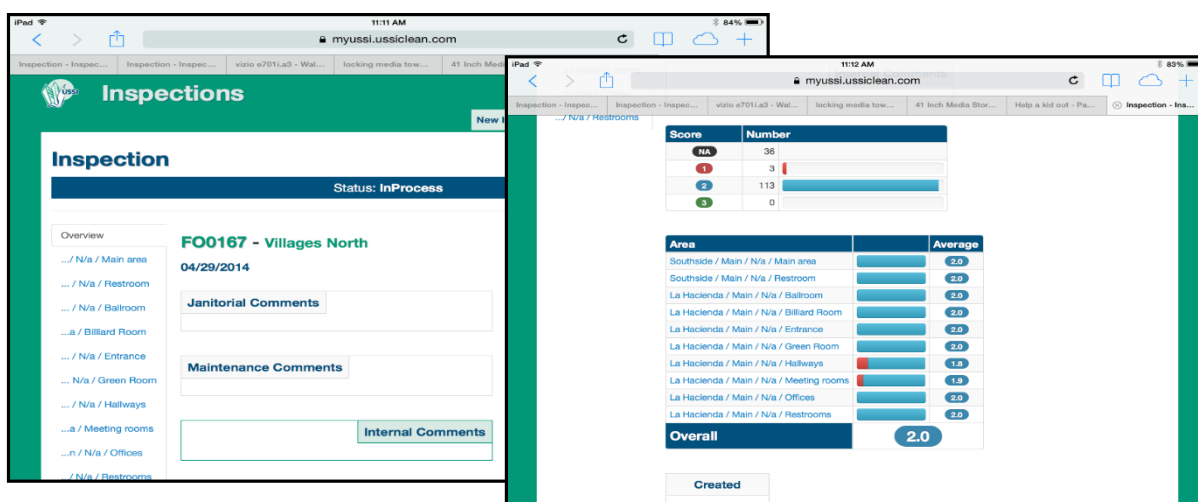 iPad 11:11 AM 84%
myussi.ussiclean.com
Inspection - Inspec... Inspection - Inspec... vizio e701i.a3 - Wal... locking media tow... 41 Inch Medi
USSI Inspections
New I
Inspection
Status: InProcess
Overview
.../ N/a / Main area
... / N/a / Restroom
... / N/a / Ballroom
...a / Billiard Room
... / N/a / Entrance
... N/a / Green Room
... / N/a / Hallways
...a / Meeting rooms
...n / N/a / Offices
.../ N/a / Restrooms
FO0167 - Villages North
04/29/2014
Janitorial Comments
Maintenance Comments
Internal Comments
iPad 11:12 AM 83%
myussi.ussiclean.com
Inspection - Inspec... Inspection - Inspec... vizio e701i.a3 - Wal... locking media tow... 41 Inch Media Stor... Help a kid out - Pa... Inspection - Ins...
.../ N/a / Restrooms
Score Number
NA 36
1 3
2 113
3 0
Area Average
Southside / Main / N/a / Main area 2.0
Southside / Main / N/a / Restroom 2.0
La Hacienda / Main / N/a / Ballroom 2.0
La Hacienda / Main / N/a / Billiard Room 2.0
La Hacienda / Main / N/a / Entrance 2.0
La Hacienda / Main / N/a / Green Room 2.0
La Hacienda / Main / N/a / Hallways 1.8
La Hacienda / Main / N/a / Meeting rooms 1.9
La Hacienda / Main / N/a / Offices 2.0
La Hacienda / Main / N/a / Restrooms 2.0
Overall 2.0
Created